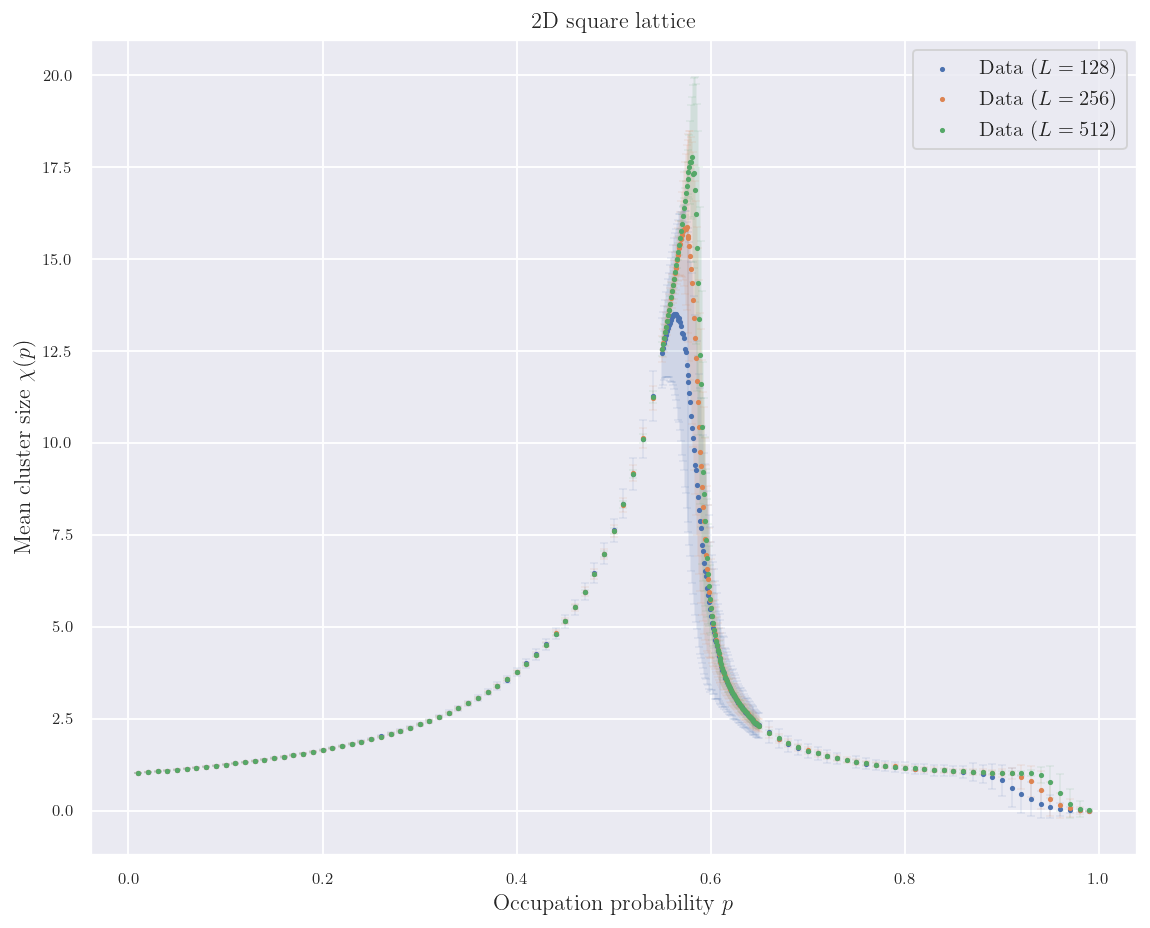 2D square lattice
20.0
17.5
15.0
12.5
10.0
7.5
5.0
2.5
0.0
Mean cluster size χ(p)
Data (L = 128)
Data (L = 256)
Data (L = 512)
0.0 0.2 0.4 0.6 0.8 1.0
Occupation probability p